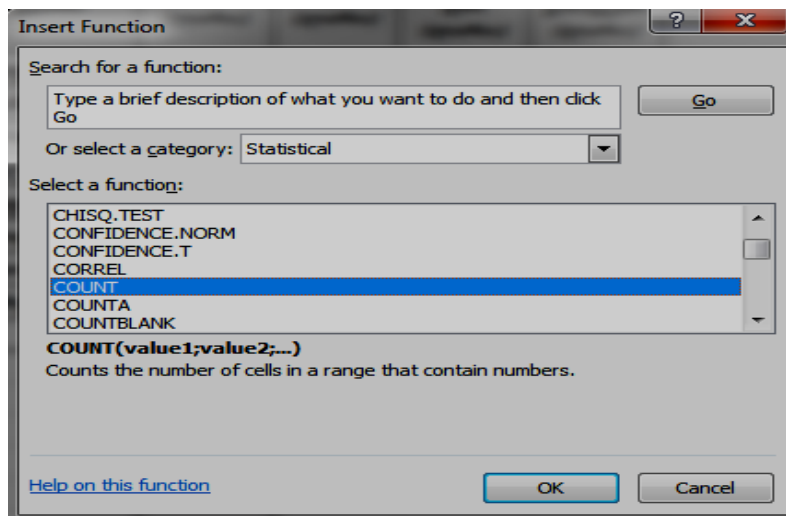 Insert Function
Search for a function:
Type a brief description of what you want to do and then click
Go
Go
Or select a category: Statistical
Select a function:
CHISQ.TEST
CONFIDENCE.NORM
CONFIDENCE.T
CORREL
COUNT
COUNTA
COUNTBLANK
COUNT(value1;value2;...)
Counts the number of cells in a range that contain numbers.
Help on this function
OK
Cancel